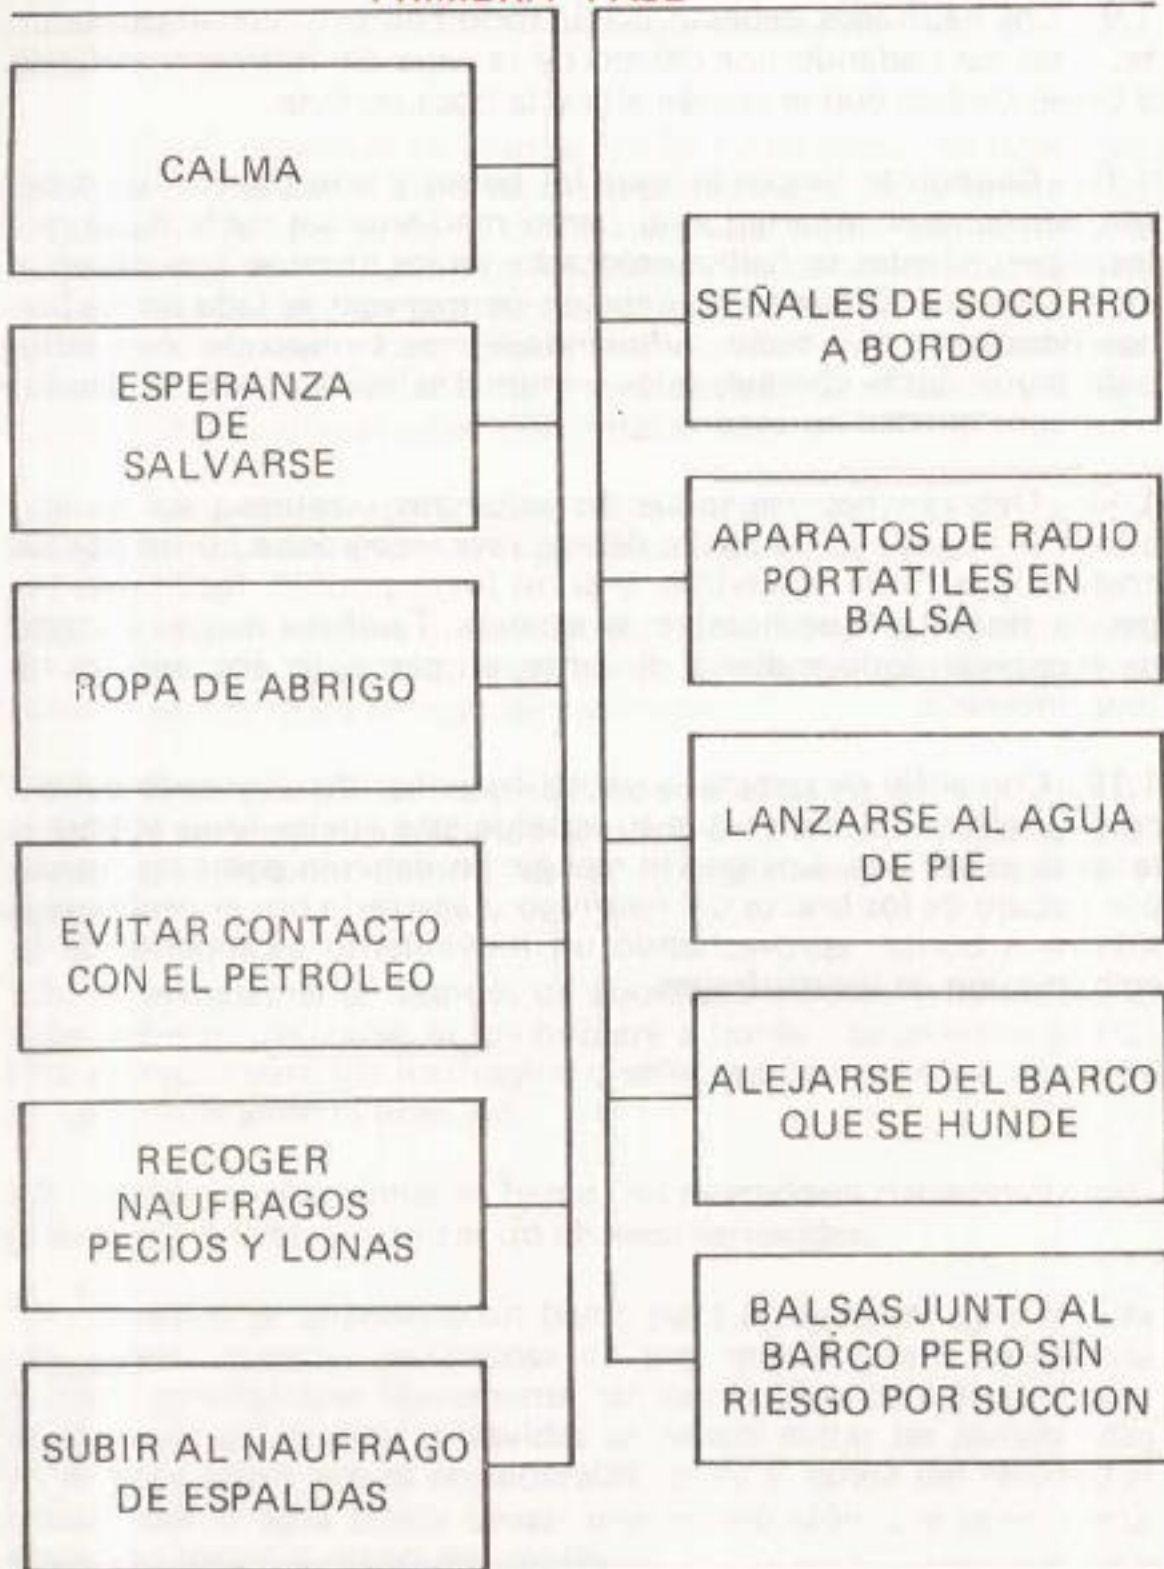 PRIMERA FASE
CALMA
ESPERANZA
DE
SALVARSE
ROPA DE ABRIGO
EVITAR CONTACTO
CON EL PETROLEO
RECOGER
NAUFRAGOS
PECIOS Y LONAS
SUBIR AL NAUFRAGO
DE ESPALDAS
SEÑALES DE SOCORRO
A BORDO
APARATOS DE RADIO
PORTATILES EN
BALSA
LANZARSE AL AGUA
DE PIE
ALEJARSE DEL BARCO
QUE SE HUNDE
BALSAS JUNTO AL
BARCO PERO SIN
RIESGO POR SUCCION